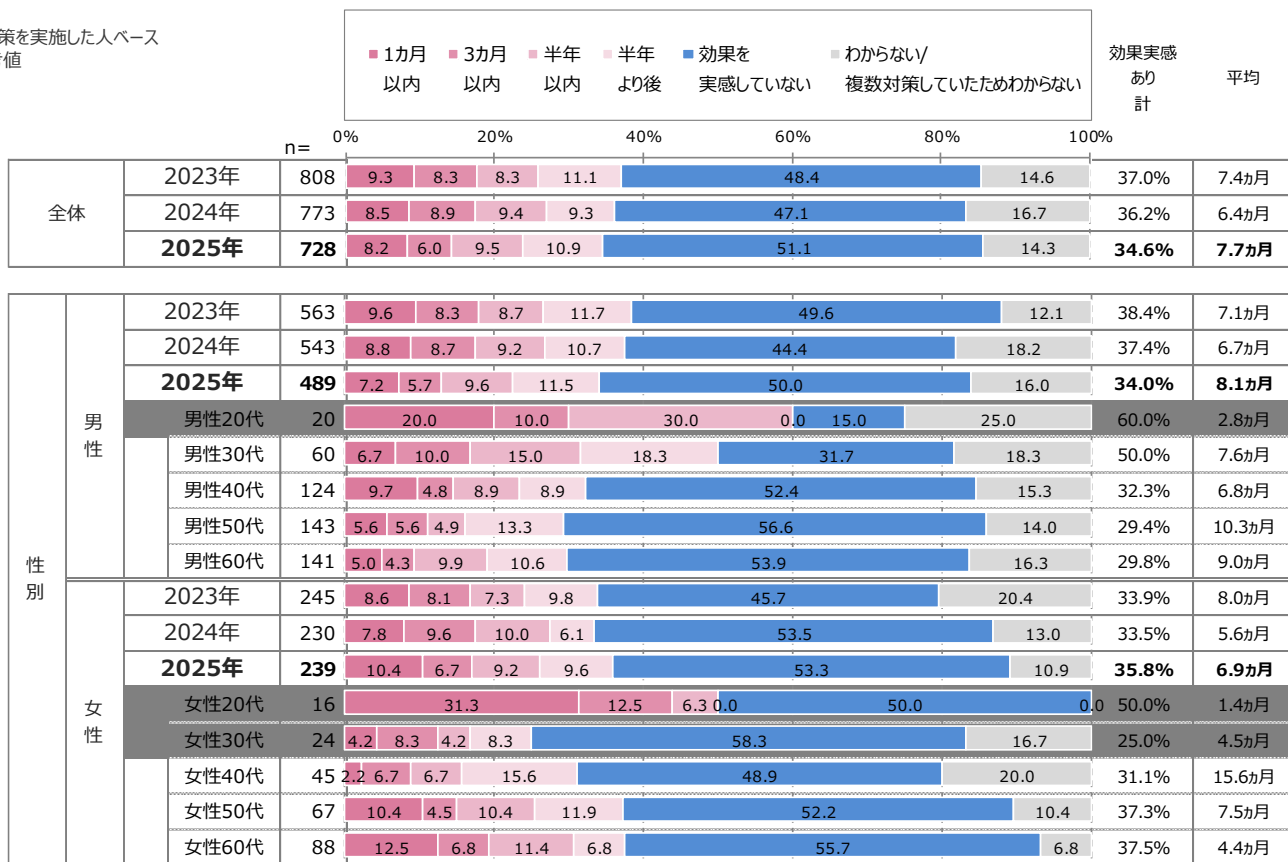 策を実施した人ベース
値
1カ月以内 3カ月以内 半年以内 半年より後 効果を実感していない わからない/複数対策していたためわからない 効果実感あり計 平均
n= 0% 20% 40% 60% 80% 100%
全体
2023年 808 9.3 8.3 8.3 11.1 48.4 14.6 37.0% 7.4ヵ月
2024年 773 8.5 8.9 9.4 9.3 47.1 16.7 36.2% 6.4ヵ月
2025年 728 8.2 6.0 9.5 10.9 51.1 14.3 34.6% 7.7ヵ月
性別
男性
2023年 563 9.6 8.3 8.7 11.7 49.6 12.1 38.4% 7.1ヵ月
2024年 543 8.8 8.7 9.2 10.7 44.4 18.2 37.4% 6.7ヵ月
2025年 489 7.2 5.7 9.6 11.5 50.0 16.0 34.0% 8.1ヵ月
男性20代 20 20.0 10.0 30.0 0.0 15.0 25.0 60.0% 2.8ヵ月
男性30代 60 6.7 10.0 15.0 18.3 31.7 18.3 50.0% 7.6ヵ月
男性40代 124 9.7 4.8 8.9 8.9 52.4 15.3 32.3% 6.8ヵ月
男性50代 143 5.6 5.6 4.9 13.3 56.6 14.0 29.4% 10.3ヵ月
男性60代 141 5.0 4.3 9.9 10.6 53.9 16.3 29.8% 9.0ヵ月
女性
2023年 245 8.6 8.1 7.3 9.8 45.7 20.4 33.9% 8.0ヵ月
2024年 230 7.8 9.6 10.0 6.1 53.5 13.0 33.5% 5.6ヵ月
2025年 239 10.4 6.7 9.2 9.6 53.3 10.9 35.8% 6.9ヵ月
女性20代 16 31.3 12.5 6.3 0.0 50.0 0.0 50.0% 1.4ヵ月
女性30代 24 4.2 8.3 4.2 8.3 58.3 16.7 25.0% 4.5ヵ月
女性40代 45 2.2 6.7 6.7 15.6 48.9 20.0 31.1% 15.6ヵ月
女性50代 67 10.4 4.5 10.4 11.9 52.2 10.4 37.3% 7.5ヵ月
女性60代 88 12.5 6.8 11.4 6.8 55.7 6.8 37.5% 4.4ヵ月